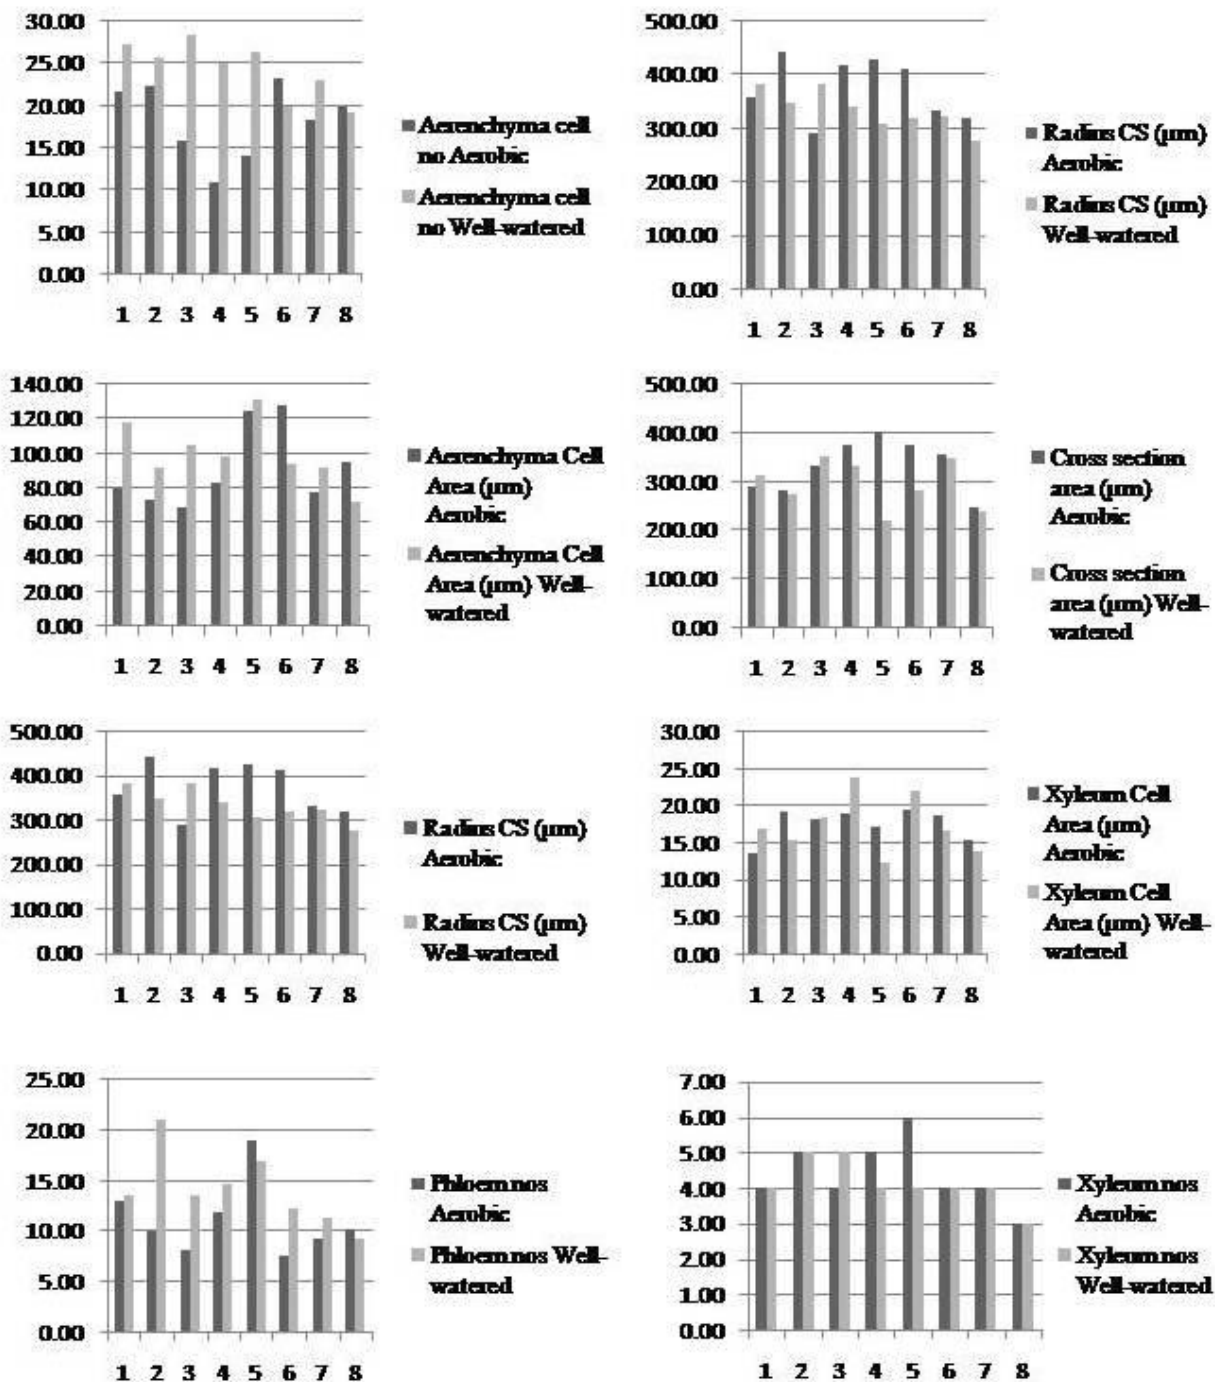 30.00
25.00
20.00
15.00
10.00
5.00
0.00
1 2 3 4 5 6 7 8
Aerenchyma cell
no Aerobic
Aerenchyma cell
no Well-watered
500.00
400.00
300.00
200.00
100.00
0.00
1 2 3 4 5 6 7 8
Radius CS (µm)
Aerobic
Radius CS (µm)
Well-watered
140.00
120.00
100.00
80.00
60.00
40.00
20.00
0.00
1 2 3 4 5 6 7 8
Aerenchyma Cell
Area (µm)
Aerobic
Aerenchyma Cell
Area (µm) Well-
watered
500.00
400.00
300.00
200.00
100.00
0.00
1 2 3 4 5 6 7 8
Cross section
area (µm)
Aerobic
Cross section
area (µm) Well-
watered
500.00
400.00
300.00
200.00
100.00
0.00
1 2 3 4 5 6 7 8
Radius CS (µm)
Aerobic
Radius CS (µm)
Well-watered
30.00
25.00
20.00
15.00
10.00
5.00
0.00
1 2 3 4 5 6 7 8
Xyleum Cell
Area (µm)
Aerobic
Xyleum Cell
Area (µm) Well-
watered
25.00
20.00
15.00
10.00
5.00
0.00
1 2 3 4 5 6 7 8
Phloem nos
Aerobic
Phloem nos Well-
watered
7.00
6.00
5.00
4.00
3.00
2.00
1.00
0.00
1 2 3 4 5 6 7 8
Xyleum nos
Aerobic
Xyleum nos
Well-watered